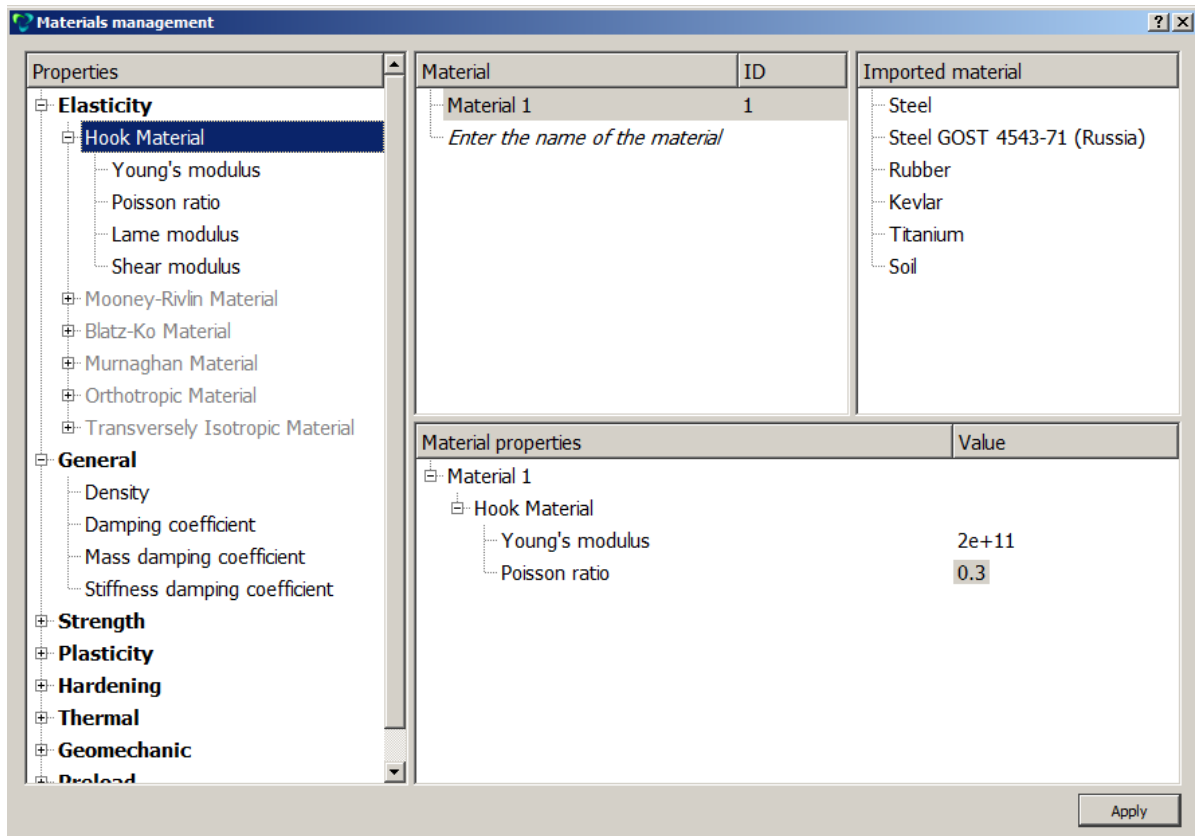 Materials management
Properties
Elasticity
Hook Material
Young's modulus
Poisson ratio
Lame modulus
Shear modulus
Mooney-Rivlin Material
Blatz-Ko Material
Murnaghan Material
Orthotropic Material
Transversely Isotropic Material
General
Density
Damping coefficient
Mass damping coefficient
Stiffness damping coefficient
Strength
Plasticity
Hardening
Thermal
Geomechanic
Preload
Material ID
Material 1 1
Enter the name of the material
Imported material
Steel
Steel GOST 4543-71 (Russia)
Rubber
Kevlar
Titanium
Soil
Material properties Value
Material 1
Hook Material
Young's modulus 2e+11
Poisson ratio 0.3
Apply